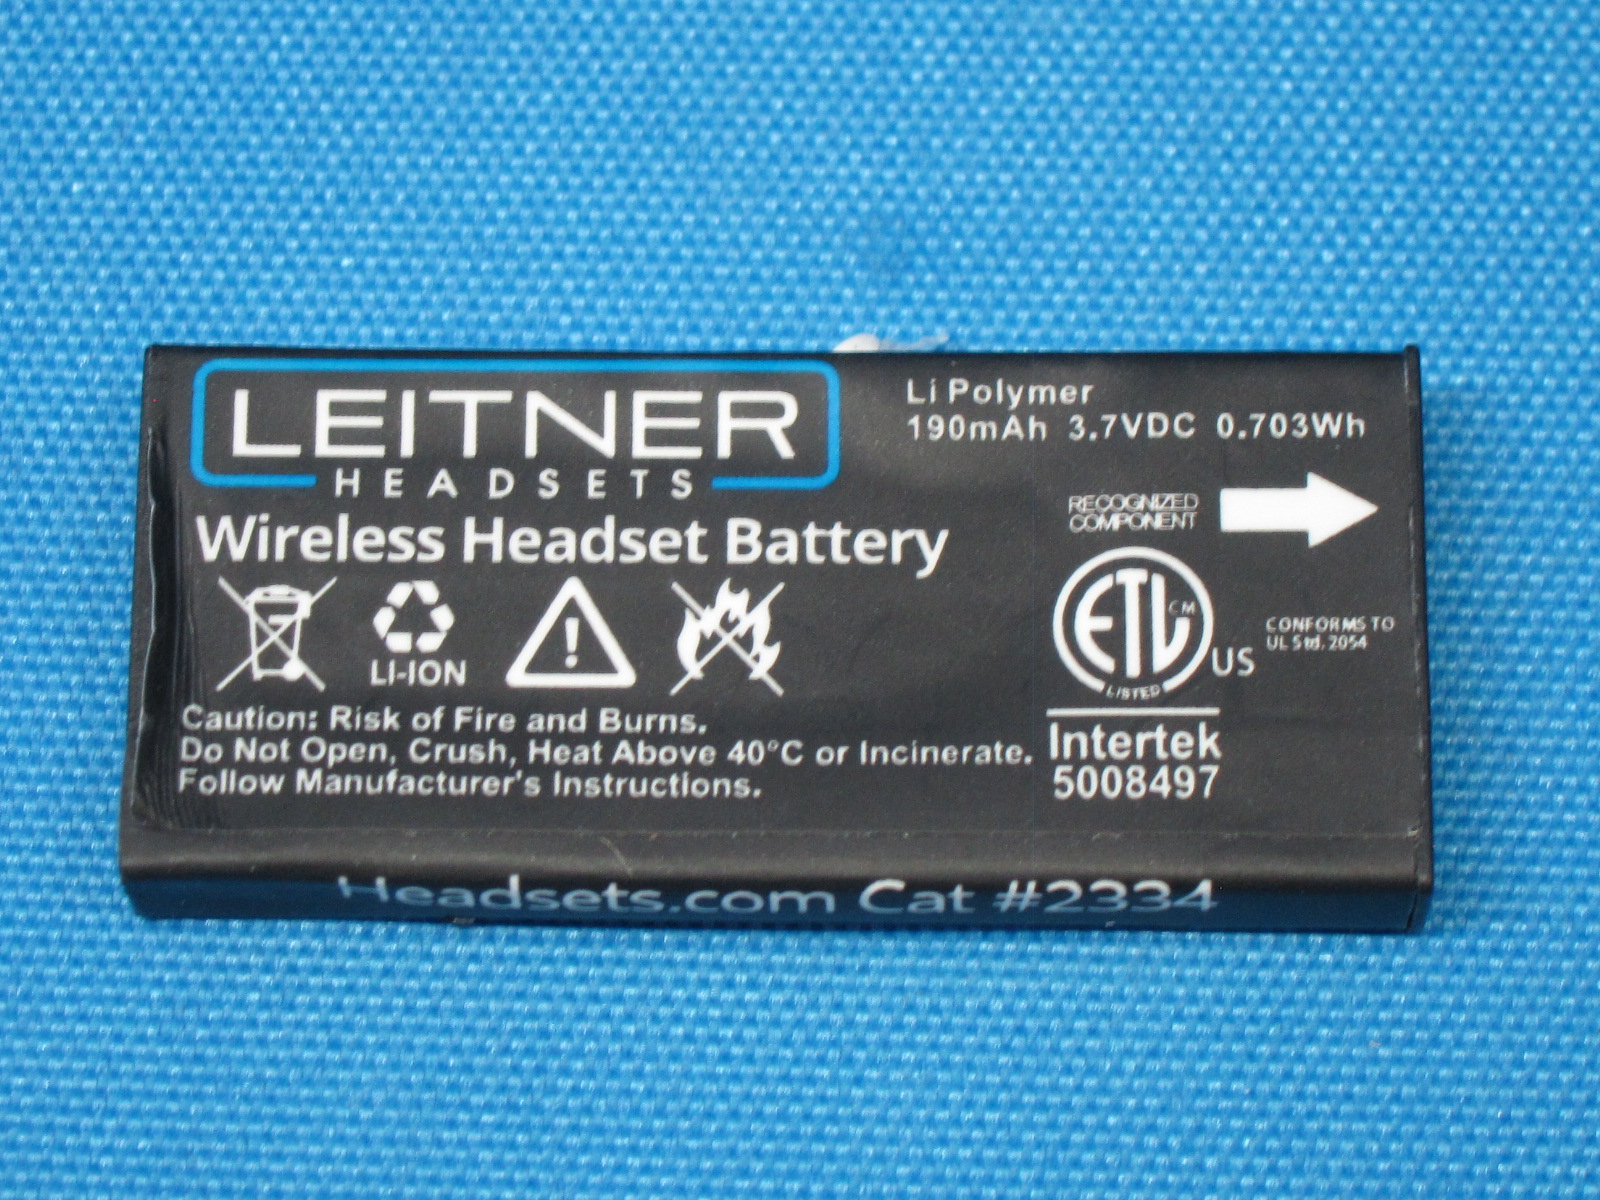 LEITNER
HEADSETS
Wireless Headset Battery
LI-ION
Caution: Risk of Fire and Burns.
Do Not Open, Crush, Heat Above 40°C or Incinerate.
Follow Manufacturer's Instructions.
Li Polymer
190mAh 3.7VDC 0.703Wh
RECOGNIZED
COMPONENT
ETL CM
LISTED
US
CONFORMS TO
UL Std. 2054
Intertek
5008497
Headsets.com Cat #2334